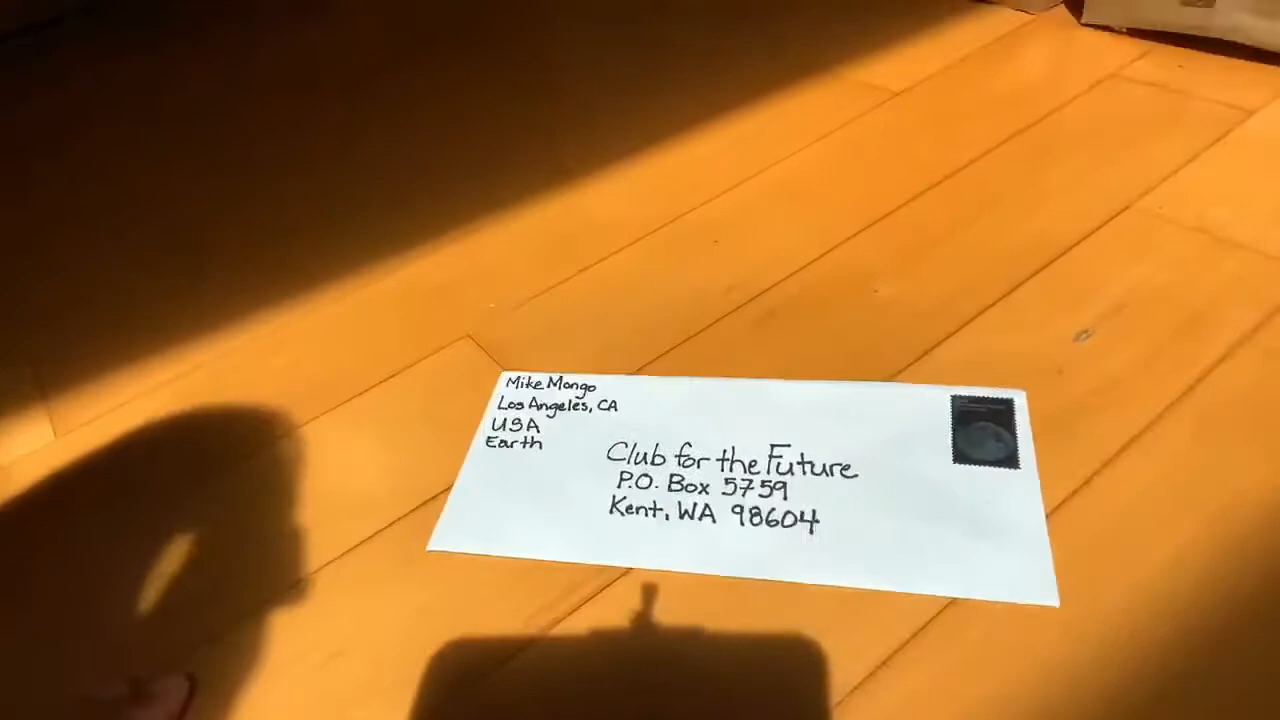 Mike Mongo
Los Angeles, CA
USA
Earth
Club for the Future
P.O. Box 5759
Kent, WA 98604